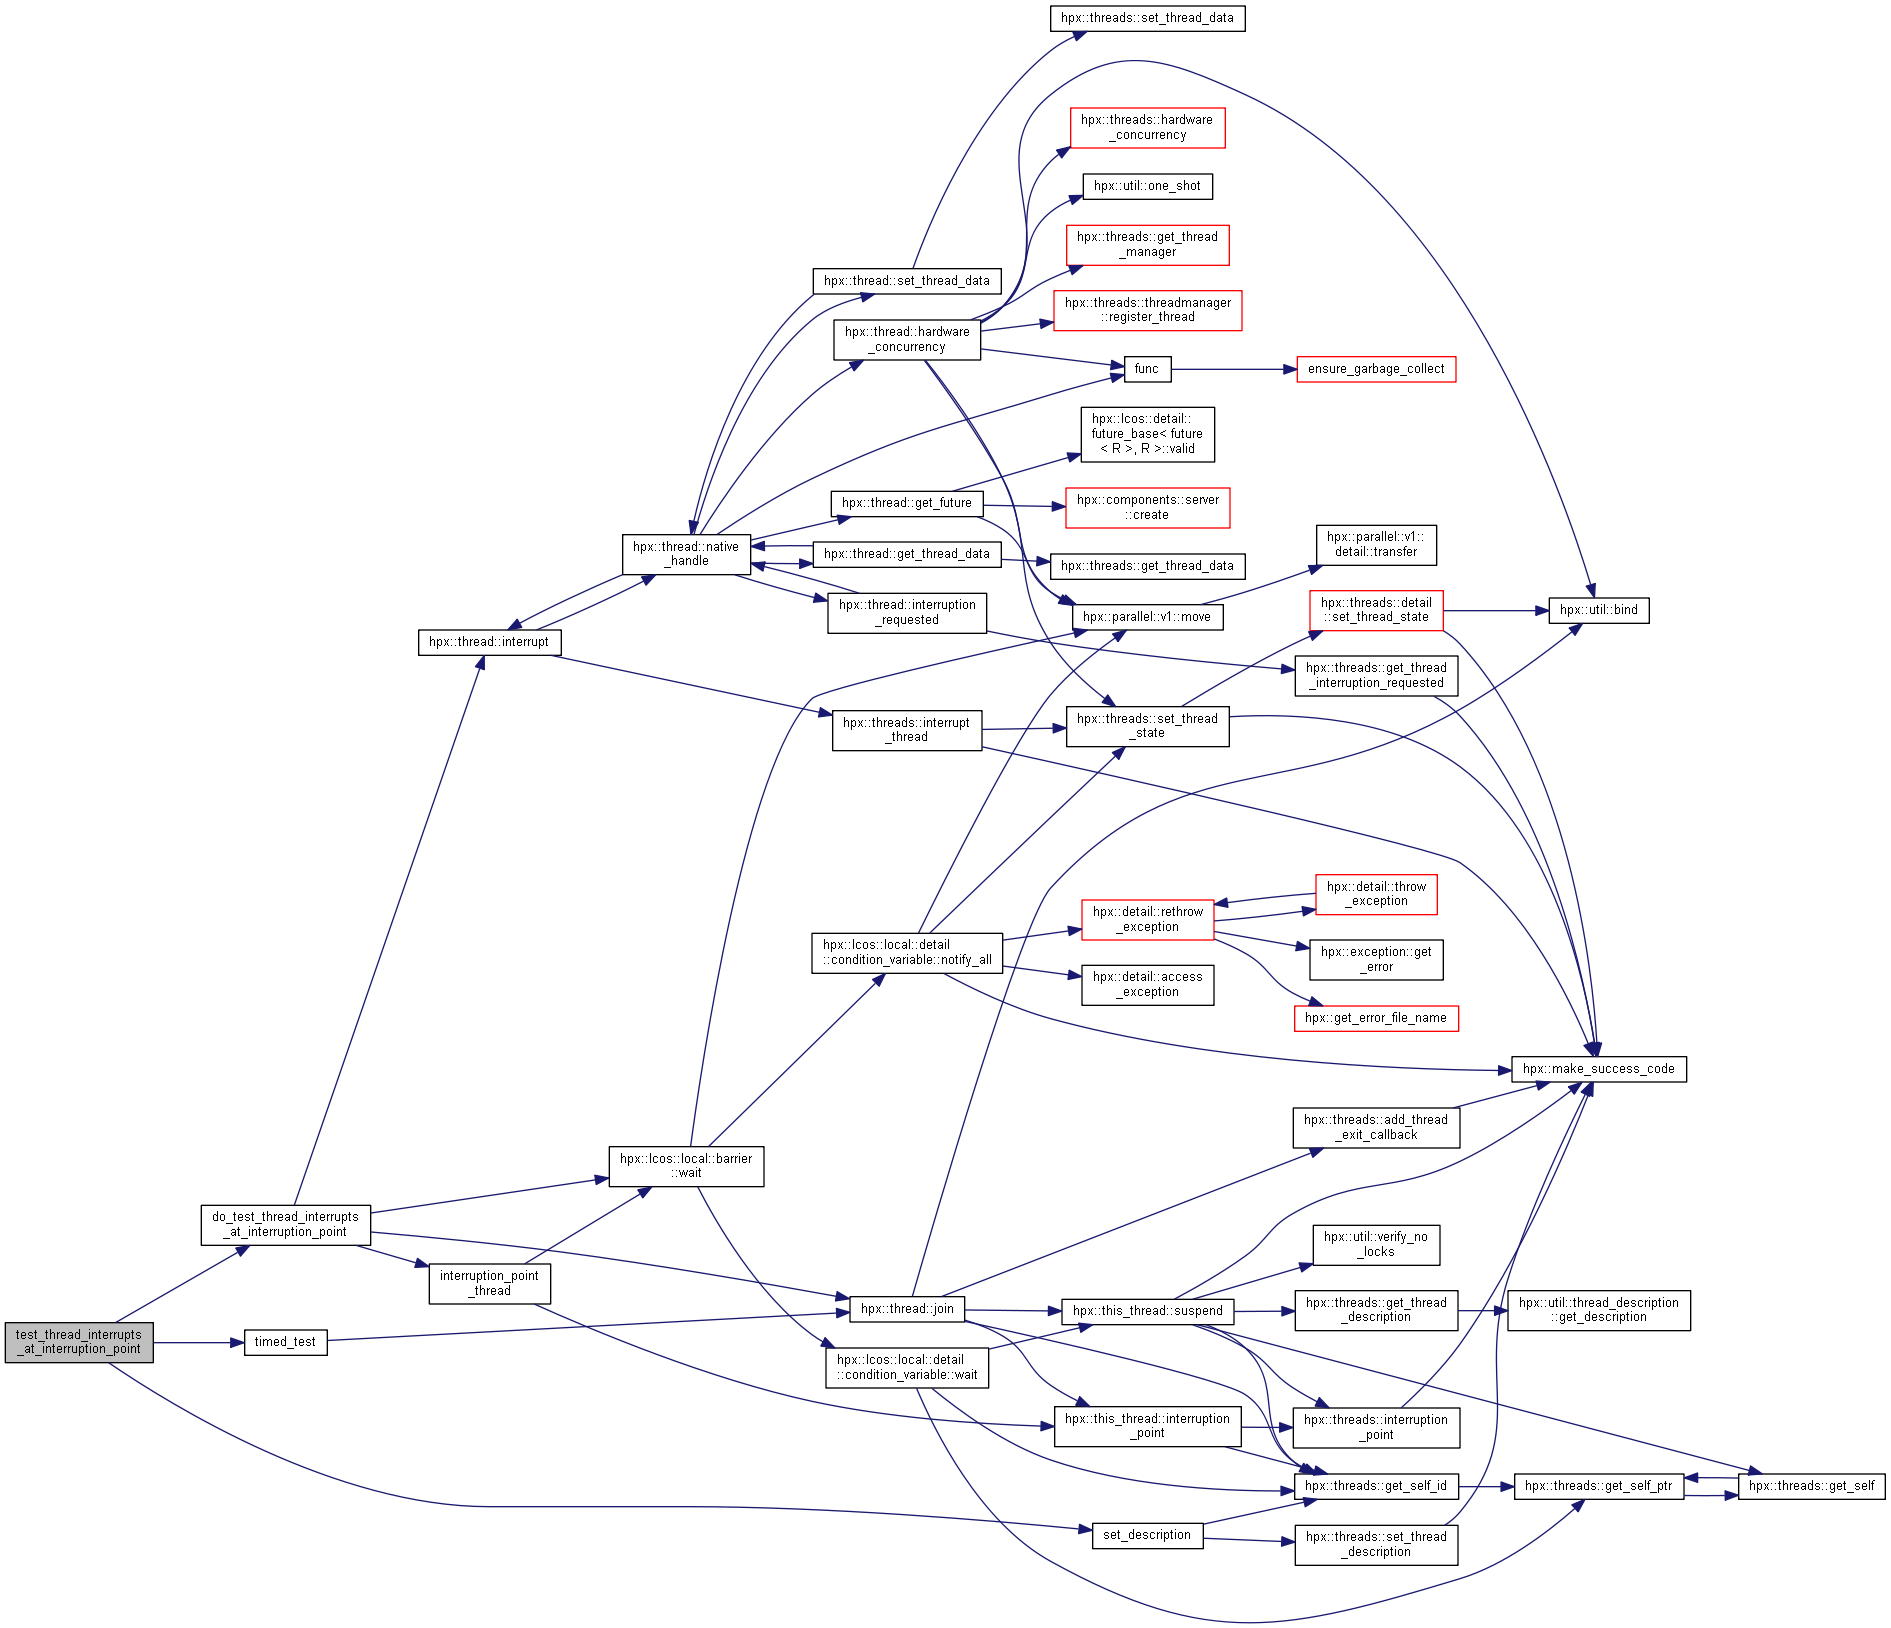 hpx::threads::set_thread_data
hpx::threads::hardware
_concurrency
hpx::util::one_shot
hpx::threads::get_thread
_manager
hpx::thread::set_thread_data
hpx::threads::threadmanager
::register_thread
hpx::thread::hardware
_concurrency
func
ensure_garbage_collect
hpx::lcos::detail::
future_base< future
< R >, R >::valid
hpx::thread::get_future
hpx::components::server
::create
hpx::parallel::v1::
detail::transfer
hpx::thread::native
_handle
hpx::thread::get_thread_data
hpx::threads::get_thread_data
hpx::thread::interruption
_requested
hpx::parallel::v1::move
hpx::threads::detail
::set_thread_state
hpx::util::bind
hpx::thread::interrupt
hpx::threads::get_thread
_interruption_requested
hpx::threads::interrupt
_thread
hpx::threads::set_thread
_state
hpx::detail::throw
_exception
hpx::detail::rethrow
_exception
hpx::lcos::local::detail
::condition_variable::notify_all
hpx::exception::get
_error
hpx::detail::access
_exception
hpx::get_error_file_name
hpx::make_success_code
hpx::threads::add_thread
_exit_callback
hpx::lcos::local::barrier
::wait
do_test_thread_interrupts
_at_interruption_point
hpx::util::verify_no
_locks
interruption_point
_thread
hpx::thread::join
hpx::this_thread::suspend
hpx::threads::get_thread
_description
hpx::util::thread_description
::get_description
test_thread_interrupts
_at_interruption_point
timed_test
hpx::lcos::local::detail
::condition_variable::wait
hpx::this_thread::interruption
_point
hpx::threads::interruption
_point
hpx::threads::get_self_id
hpx::threads::get_self_ptr
hpx::threads::get_self
set_description
hpx::threads::set_thread
_description